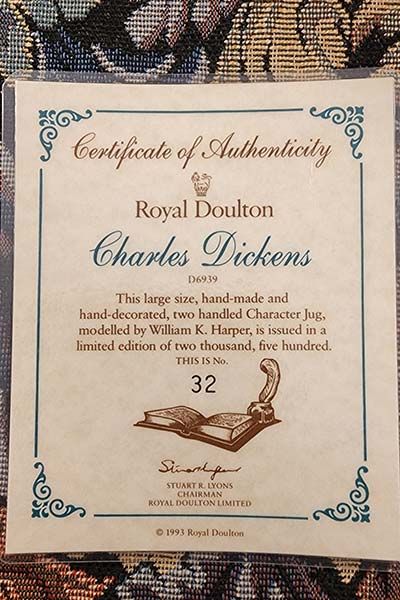 Certificate of Authenticity
Royal Doulton
Charles Dickens
D6939
This large size, hand-made and
hand-decorated, two handled Character Jug,
modelled by William K. Harper, is issued in a
limited edition of two thousand, five hundred.
THIS IS No.
32
STUART R. LYONS
CHAIRMAN
ROYAL DOULTON LIMITED
© 1993 Royal Doulton